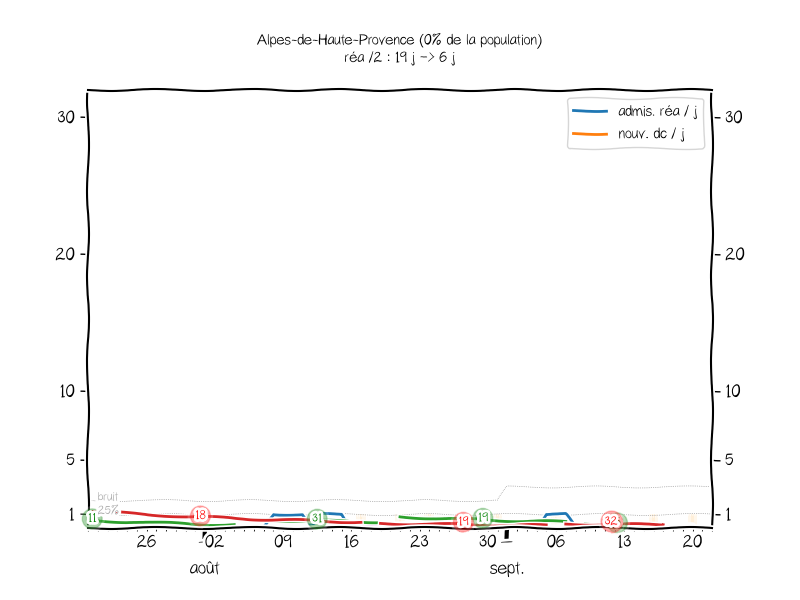 Alpes-de-Haute-Provence (0% de la population)
réa /2 : 19 j -> 6 j
admis. réa / j
nouv. dc / j
30 30
20 20
10 10
5 5
bruit
25%
1 1
11 18 31 19 19 32
26 02 09 16 23 30 06 13 20
août sept.